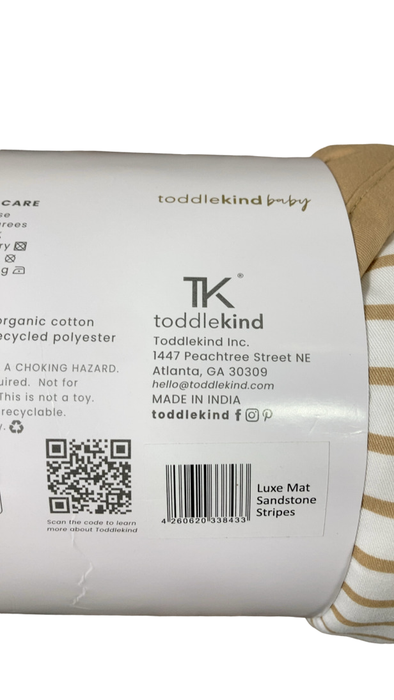 CARE
toddlekind baby
TK®
toddlekind
Toddlekind Inc.
1447 Peachtree Street NE
Atlanta, GA 30309
hello@toddlekind.com
MADE IN INDIA
toddlekind
organic cotton
recycled polyester
A CHOKING HAZARD.
Not for
This is not a toy.
recyclable.
Scan the code to learn
more about Toddlekind
4 260620 338433
Luxe Mat
Sandstone
Stripes